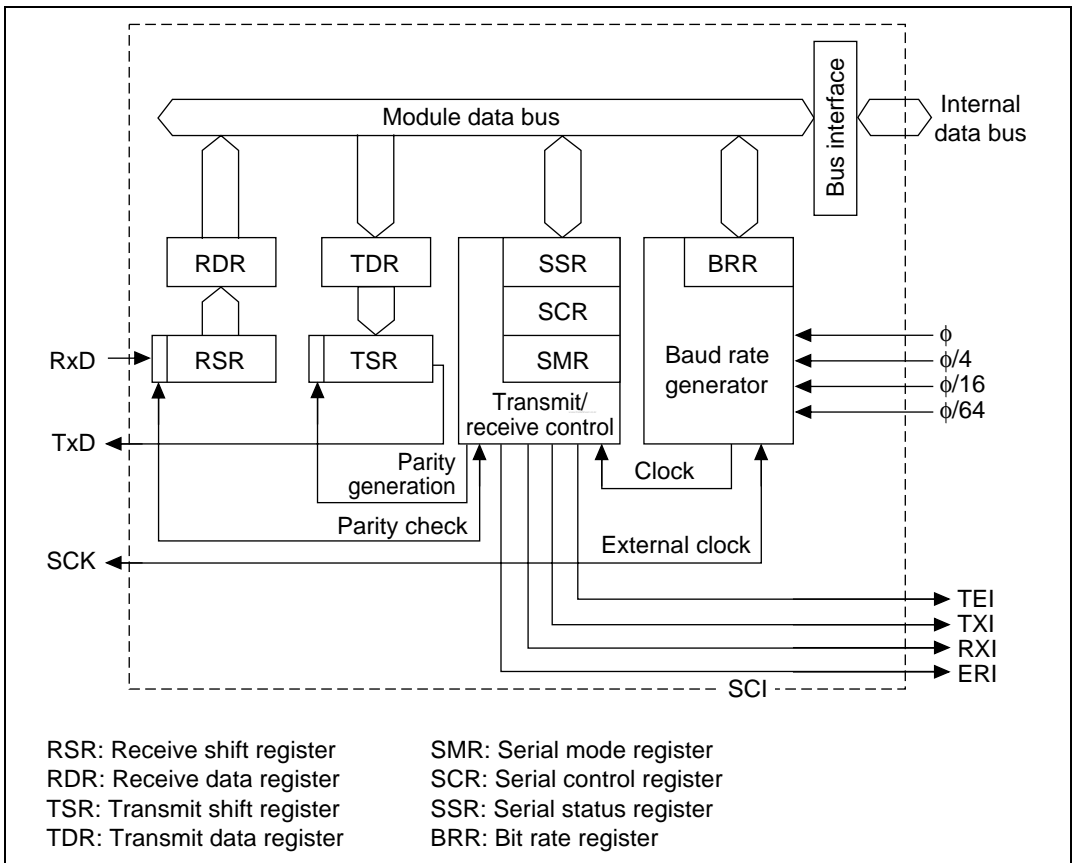 Module data bus
Bus interface
Internal
data bus
RDR
TDR
SSR
BRR
SCR
RxD
RSR
TSR
SMR
Baud rate
generator
ϕ
ϕ/4
ϕ/16
ϕ/64
Transmit/
receive control
TxD
Parity
generation
Clock
Parity check
External clock
SCK
TEI
TXI
RXI
ERI
SCI
RSR: Receive shift register
RDR: Receive data register
TSR: Transmit shift register
TDR: Transmit data register
SMR: Serial mode register
SCR: Serial control register
SSR: Serial status register
BRR: Bit rate register